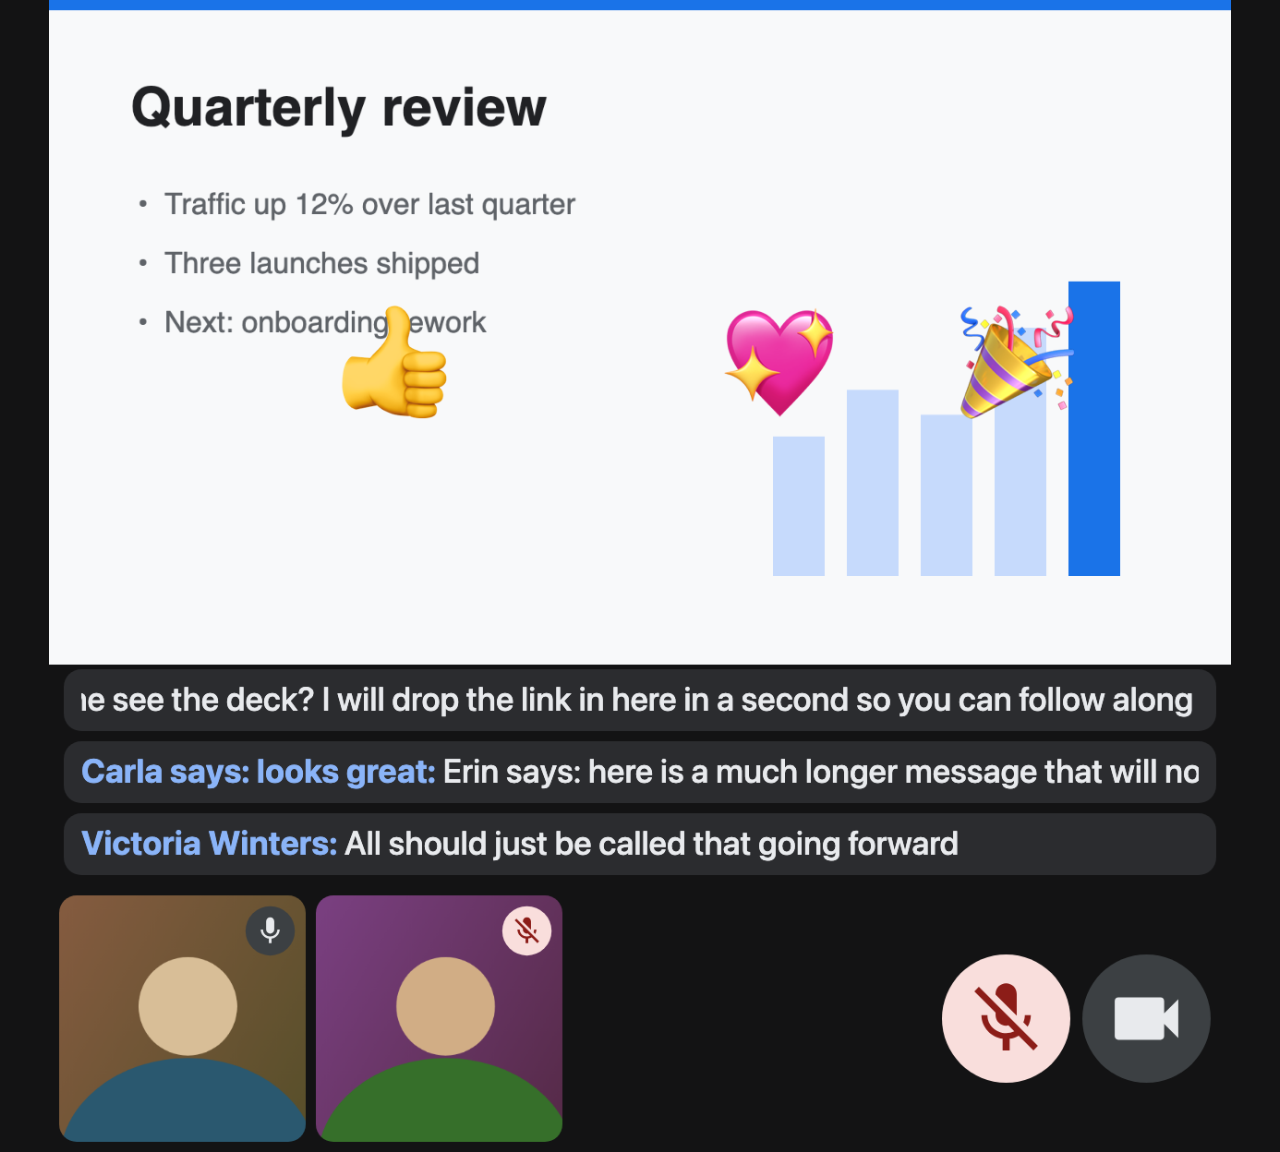 Quarterly review
• Traffic up 12% over last quarter
• Three launches shipped
• Next: onboarding ework
see the deck? I will drop the link in here in a second so you can follow along
Carla says: looks great: Erin says: here is a much longer message that will no
Victoria Winters: All should just be called that going forward